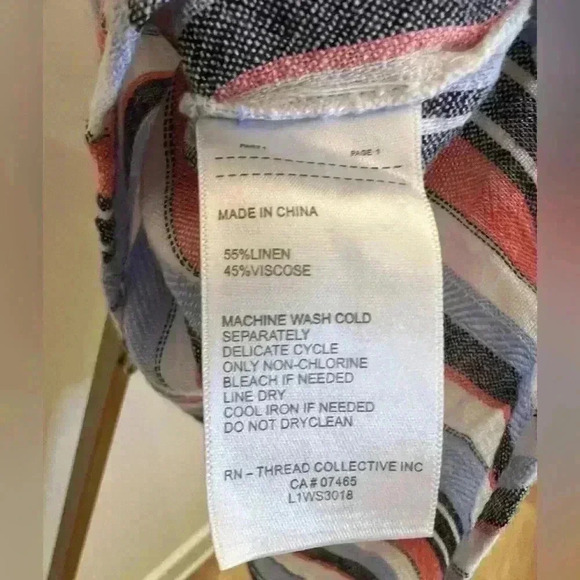 PAGE: 1
MADE IN CHINA
55%LINEN
45%VISCOSE
MACHINE WASH COLD
SEPARATELY
DELICATE CYCLE
ONLY NON-CHLORINE
BLEACH IF NEEDED
LINE DRY
COOL IRON IF NEEDED
DO NOT DRYCLEAN
RN – THREAD COLLECTIVE INC
CA # 07465
L1WS3018